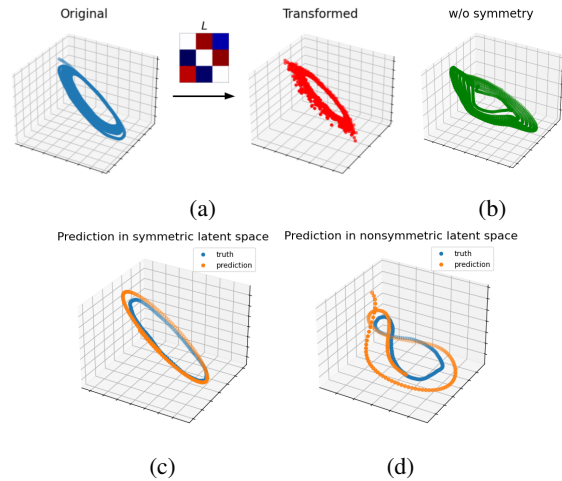 Original
L
Transformed
w/o symmetry
(a)
(b)
Prediction in symmetric latent space
truth
prediction
Prediction in nonsymmetric latent space
truth
prediction
(c)
(d)